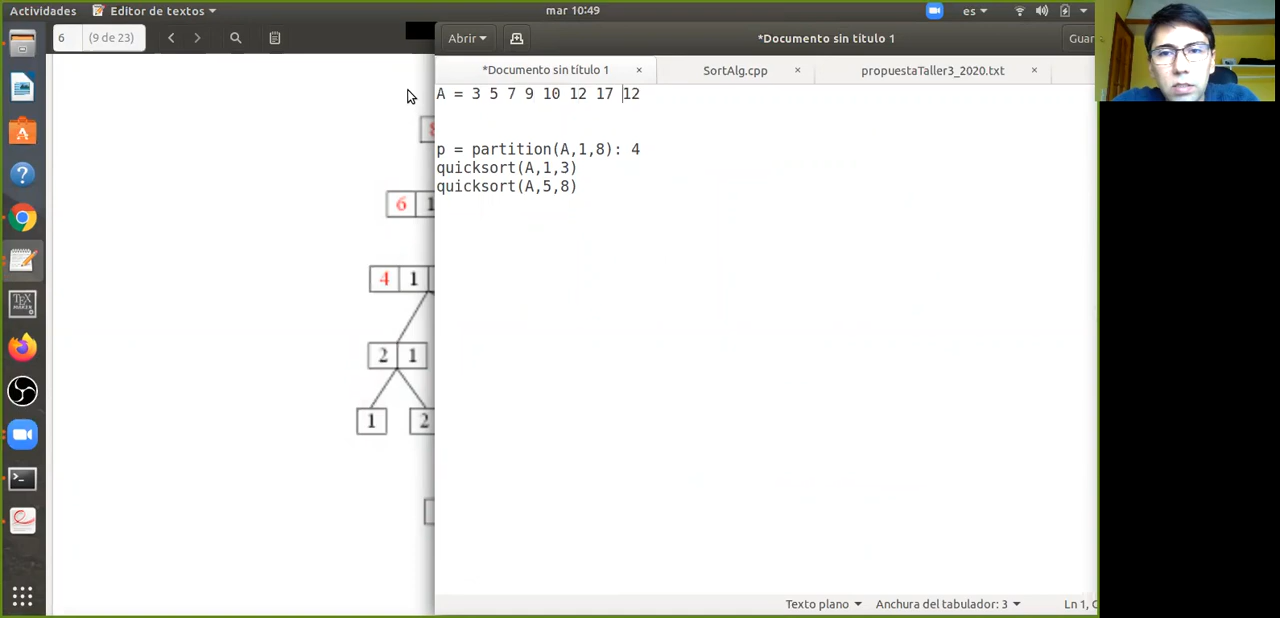 Actividades Editor de textos mar 10:49 es
6 (9 de 23)
Abrir *Documento sin título 1 Guar
*Documento sin título 1 × SortAlg.cpp × propuestaTaller3_2020.txt ×
A = 3 5 7 9 10 12 17 12
p = partition(A,1,8): 4
quicksort(A,1,3)
quicksort(A,5,8)
8
6 1
4 1
2 1
1 2
Texto plano Anchura del tabulador: 3 Ln 1, C